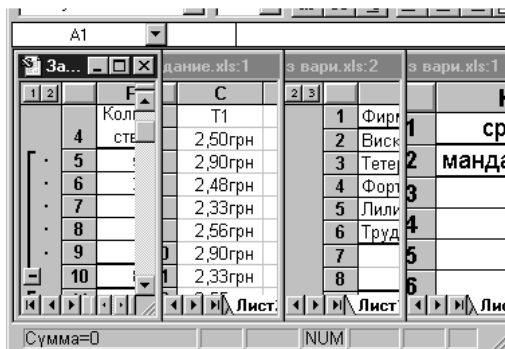 A1
За...
1 2
F
Кол
4 ств
5
6
7
8
9
10
дание.xls:1
C
T1
2,50грн
2,90грн
2,48грн
2,33грн
2,56грн
2,90грн
2,33грн
Лист
з вари.xls:2
2 3
1 Фир
2 Виск
3 Тетер
4 Форт
5 Лили
6 Труд
7
8
Лист
з вари.xls:1
1 ср
2 манда
3
4
5
6
Ли
Сумма=0
NUM